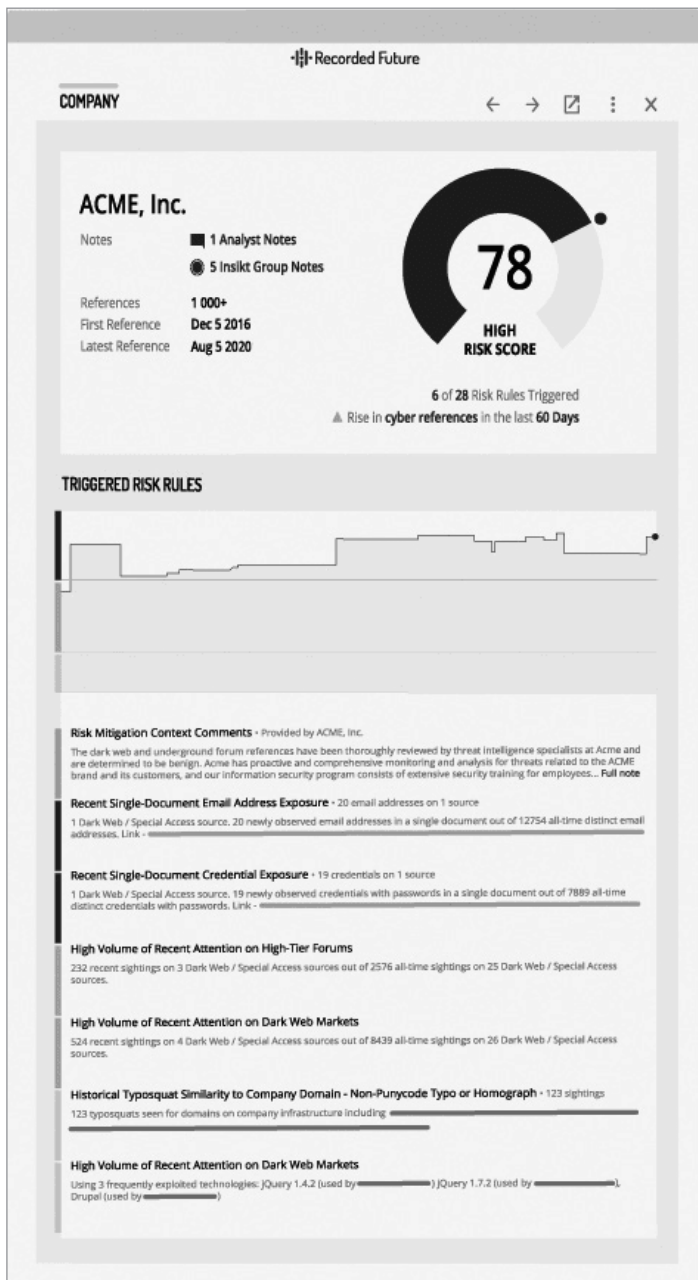 Recorded Future
COMPANY
ACME, Inc.
Notes
1 Analyst Notes
5 Insikt Group Notes
References 1 000+
First Reference Dec 5 2016
Latest Reference Aug 5 2020
78
HIGH
RISK SCORE
6 of 28 Risk Rules Triggered
Rise in cyber references in the last 60 Days
TRIGGERED RISK RULES
Risk Mitigation Context Comments • Provided by ACME, Inc.
The dark web and underground forum references have been thoroughly reviewed by threat intelligence specialists at Acme and
are determined to be benign. Acme has proactive and comprehensive monitoring and analysis for threats related to the ACME
brand and its customers, and our information security program consists of extensive security training for employees... Full note
Recent Single-Document Email Address Exposure • 20 email addresses on 1 source
1 Dark Web / Special Access source. 20 newly observed email addresses in a single document out of 12754 all-time distinct email
addresses. Link -
Recent Single-Document Credential Exposure • 19 credentials on 1 source
1 Dark Web / Special Access source. 19 newly observed credentials with passwords in a single document out of 7889 all-time
distinct credentials with passwords. Link -
High Volume of Recent Attention on High-Tier Forums
232 recent sightings on 3 Dark Web / Special Access sources out of 2576 all-time sightings on 25 Dark Web / Special Access
sources.
High Volume of Recent Attention on Dark Web Markets
524 recent sightings on 4 Dark Web / Special Access sources out of 8439 all-time sightings on 26 Dark Web / Special Access
sources.
Historical Typosquat Similarity to Company Domain - Non-Punycode Typo or Homograph • 123 sightings
123 typosquats seen for domains on company infrastructure including
High Volume of Recent Attention on Dark Web Markets
Using 3 frequently exploited technologies: jQuery 1.4.2 (used by ) jQuery 1.7.2 (used by ),
Drupal (used by )